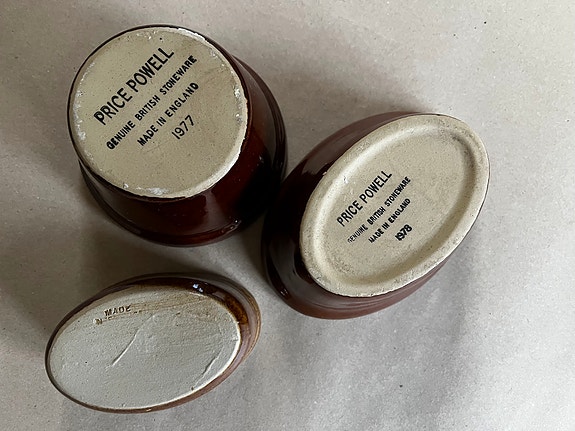 PRICE POWELL
GENUINE BRITISH STONEWARE
MADE IN ENGLAND
1977
PRICE POWELL
GENUINE BRITISH STONEWARE
MADE IN ENGLAND
1978
MADE